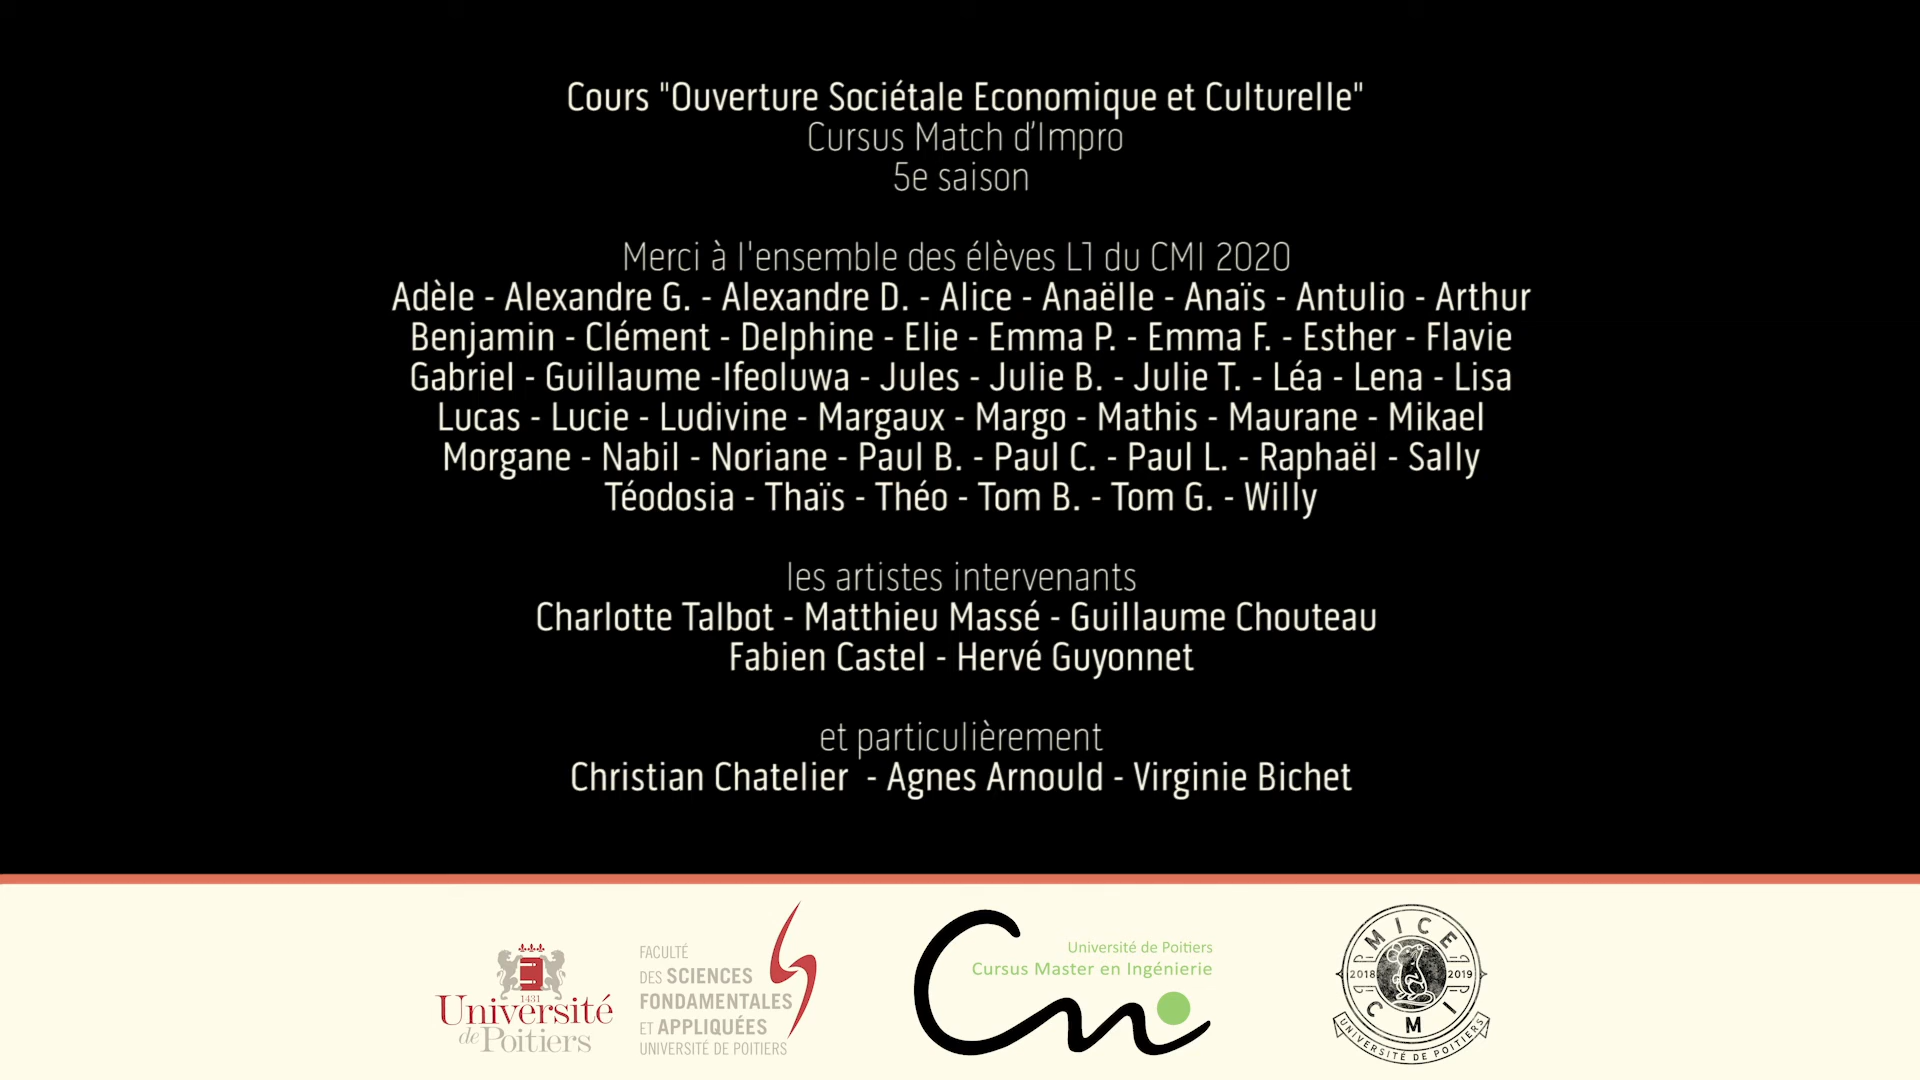 Cours "Ouverture Sociétale Economique et Culturelle"
Cursus Match d’Impro
5e saison
Merci à l'ensemble des élèves L1 du CMI 2020
Adèle - Alexandre G. - Alexandre D. - Alice - Anaëlle - Anaïs - Antulio - Arthur
Benjamin - Clément - Delphine - Elie - Emma P. - Emma F. - Esther - Flavie
Gabriel - Guillaume -Ifeoluwa - Jules - Julie B. - Julie T. - Léa - Lena - Lisa
Lucas - Lucie - Ludivine - Margaux - Margo - Mathis - Maurane - Mikael
Morgane - Nabil - Noriane - Paul B. - Paul C. - Paul L. - Raphaël - Sally
Téodosia - Thaïs - Théo - Tom B. - Tom G. - Willy
les artistes intervenants
Charlotte Talbot - Matthieu Massé - Guillaume Chouteau
Fabien Castel - Hervé Guyonnet
et particulièrement
Christian Chatelier - Agnes Arnould - Virginie Bichet
1431
Université
de Poitiers
FACULTÉ
DES SCIENCES
FONDAMENTALES
ET APPLIQUÉES
UNIVERSITÉ DE POITIERS
Université de Poitiers
Cursus Master en Ingénierie
Cm
MICE
2018 2019
CMI
UNIVERSITÉ DE POITIERS